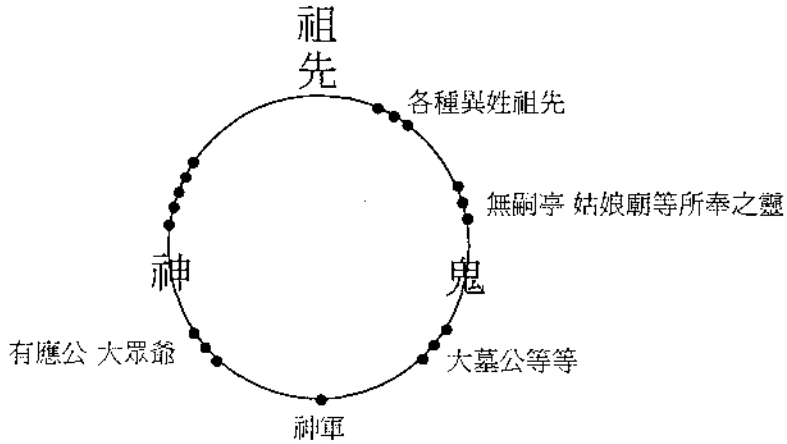 祖
先
各種異姓祖先
無嗣亭 姑娘廟等所奉之靈
神
鬼
有應公 大眾爺
大墓公等等
神軍